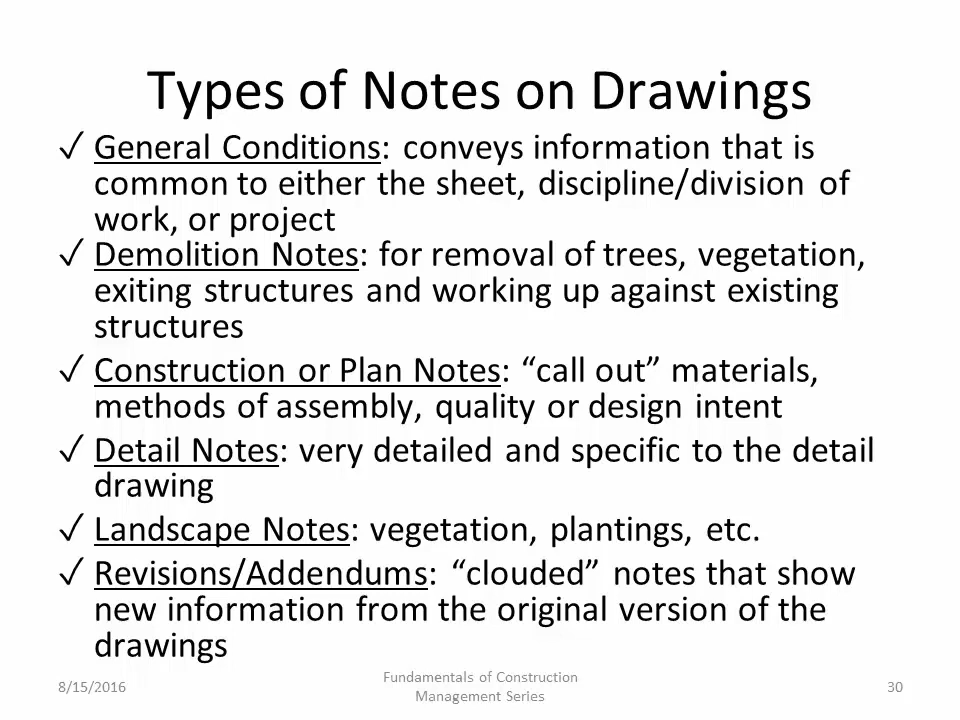 Types of Notes on Drawings
✓ General Conditions: conveys information that is
common to either the sheet, discipline/division of
work, or project
✓ Demolition Notes: for removal of trees, vegetation,
exiting structures and working up against existing
structures
✓ Construction or Plan Notes: “call out” materials,
methods of assembly, quality or design intent
✓ Detail Notes: very detailed and specific to the detail
drawing
✓ Landscape Notes: vegetation, plantings, etc.
✓ Revisions/Addendums: “clouded” notes that show
new information from the original version of the
drawings
8/15/2016
Fundamentals of Construction
Management Series
30